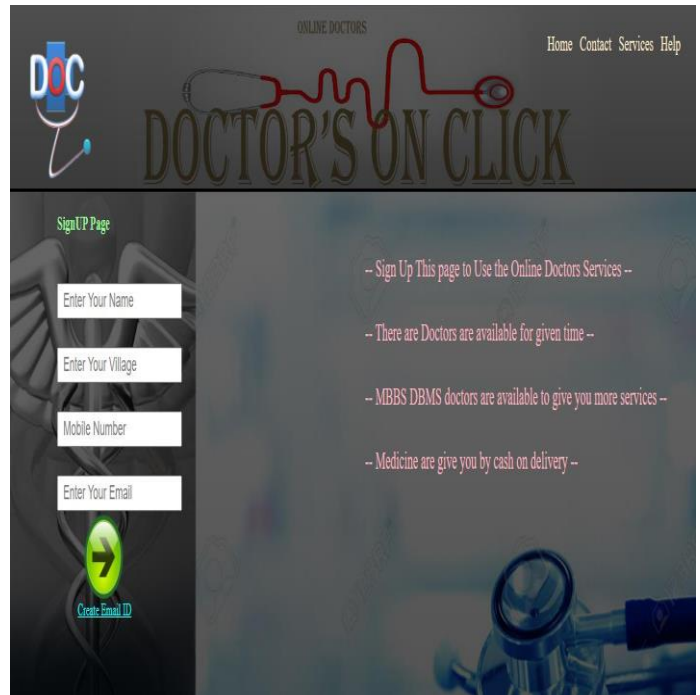 ONLINE DOCTORS
Home Contact Services Help
DOC
DOCTOR'S ON CLICK
SignUP Page
Enter Your Name
Enter Your Village
Mobile Number
Enter Your Email
Create Email ID
-- Sign Up This page to Use the Online Doctors Services --
-- There are Doctors are available for given time --
-- MBBS DBMS doctors are available to give you more services --
-- Medicine are give you by cash on delivery --